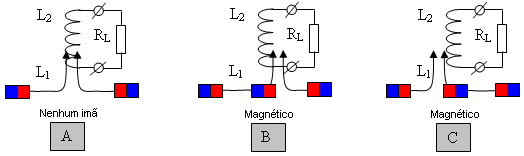 L2
RL
L1
Nenhum imã
A
L2
RL
L1
Magnético
B
L2
RL
L1
Magnético
C